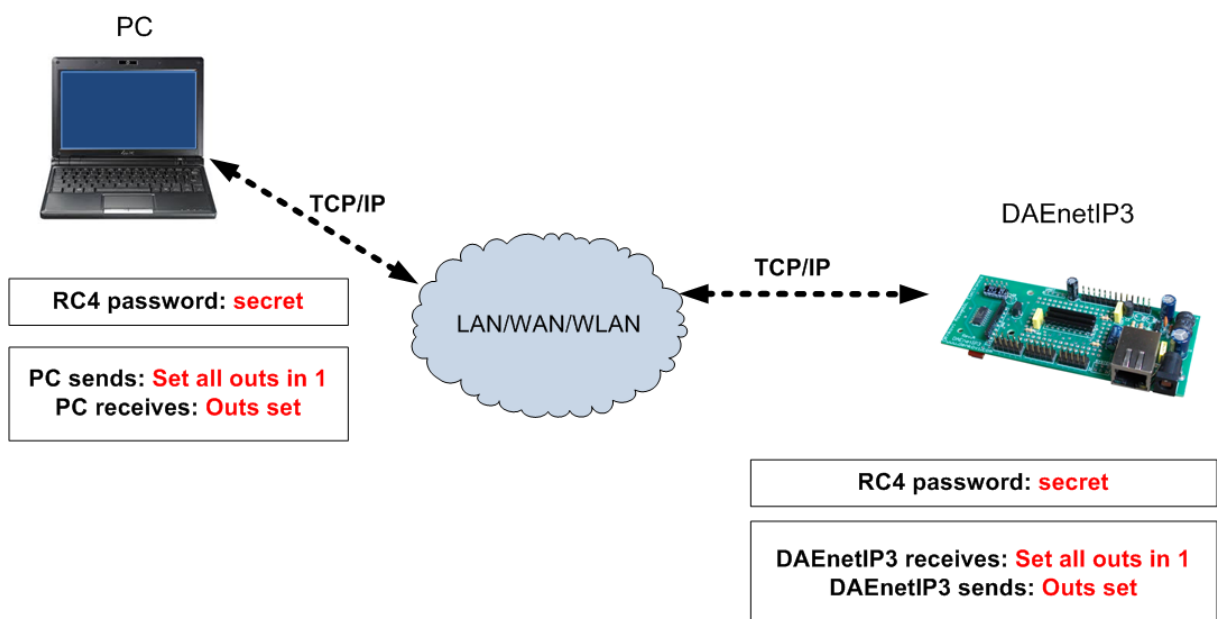 PC
TCP/IP
DAEnetIP3
TCP/IP
LAN/WAN/WLAN
RC4 password: secret
PC sends: Set all outs in 1
PC receives: Outs set
RC4 password: secret
DAEnetIP3 receives: Set all outs in 1
DAEnetIP3 sends: Outs set